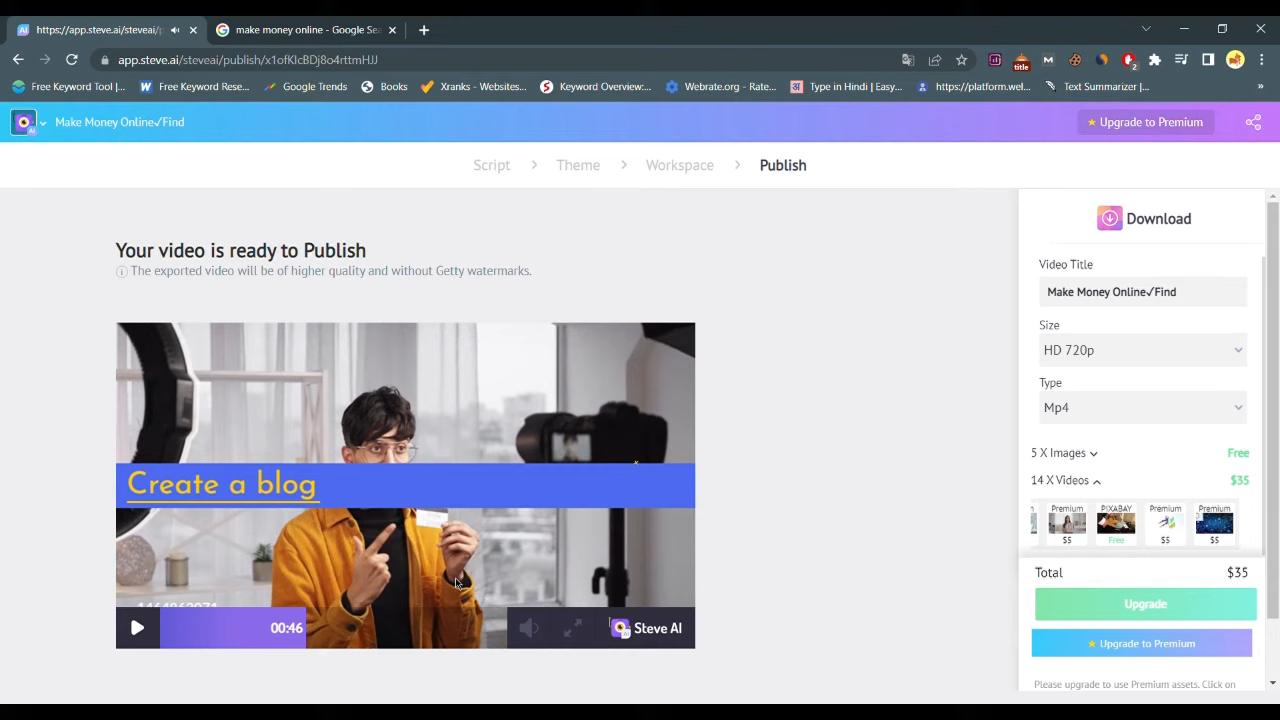 https://app.steve.ai/steveai/p
make money online - Google Sea
app.steve.ai/steveai/publish/x1ofKIcBDj8o4rttmHJJ
title
M
2
Free Keyword Tool |...
W
Free Keyword Rese...
Google Trends
Books
Xranks - Websites...
Keyword Overview:...
Webrate.org - Rate...
अ
Type in Hindi | Easy...
https://platform.wel...
Text Summarizer |...
»
AI
Make Money Online✓Find
Upgrade to Premium
Script
Theme
Workspace
Publish
Download
Your video is ready to Publish
The exported video will be of higher quality and without Getty watermarks.
Video Title
Make Money Online✓Find
Size
HD 720p
Type
Mp4
5 X Images
Free
14 X Videos
$35
Premium
$5
PIXABAY
Free
Premium
$5
Premium
$5
Create a blog
00:46
Steve AI
Total
$35
Upgrade
Upgrade to Premium
Please upgrade to use Premium assets. Click on